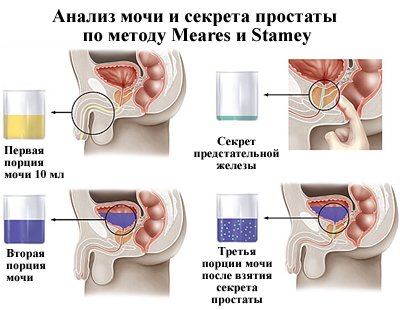 Анализ мочи и секрета простаты
по методу Meares и Stamey
Первая
порция
мочи 10 мл
Секрет
предстательной
железы
Вторая
порция
мочи
Третья
порции мочи
после взятия
секрета
простаты